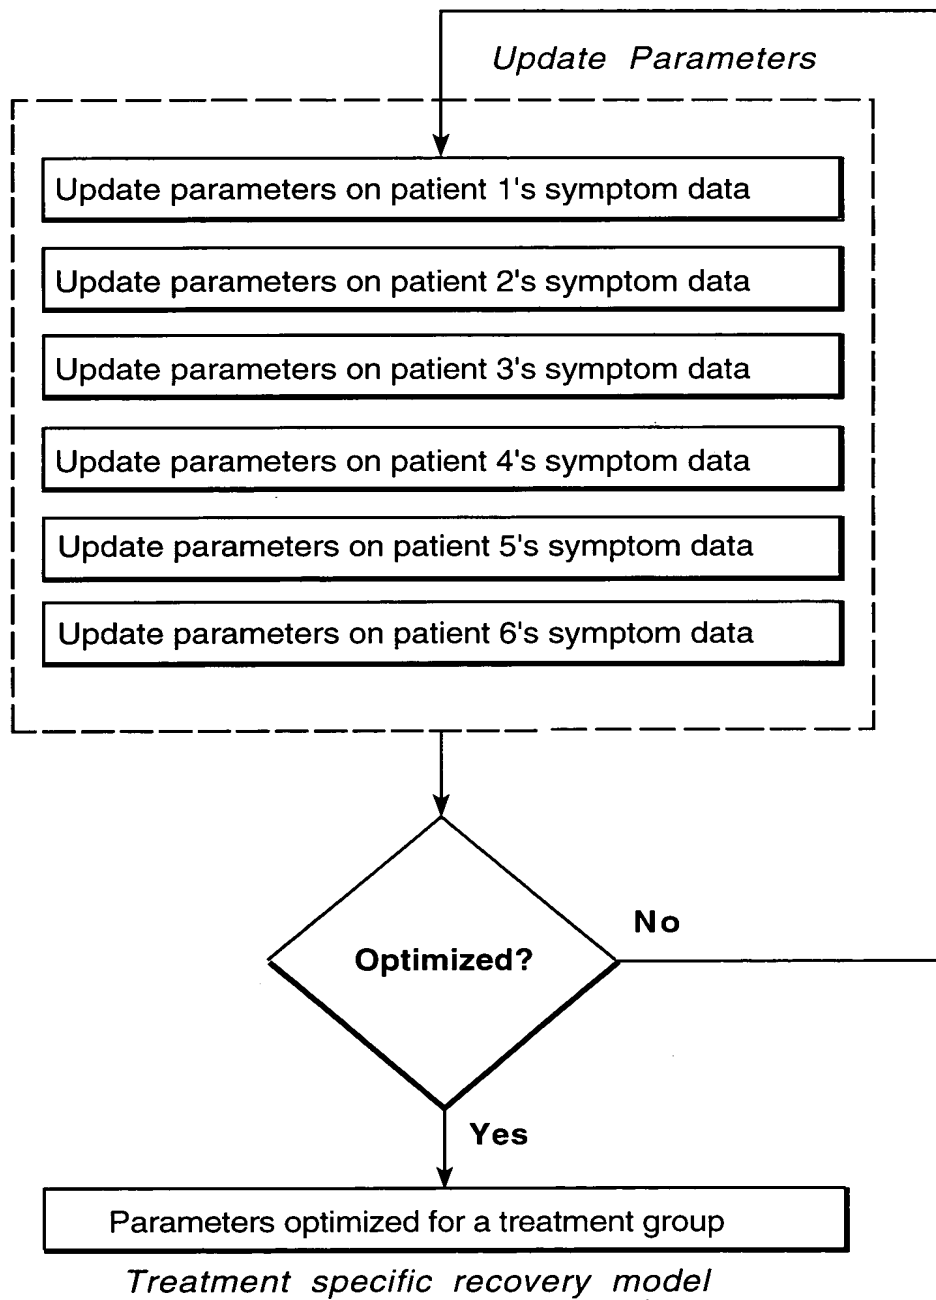 Update Parameters
Update parameters on patient 1's symptom data
Update parameters on patient 2's symptom data
Update parameters on patient 3's symptom data
Update parameters on patient 4's symptom data
Update parameters on patient 5's symptom data
Update parameters on patient 6's symptom data
No
Optimized?
Yes
Parameters optimized for a treatment group
Treatment specific recovery model